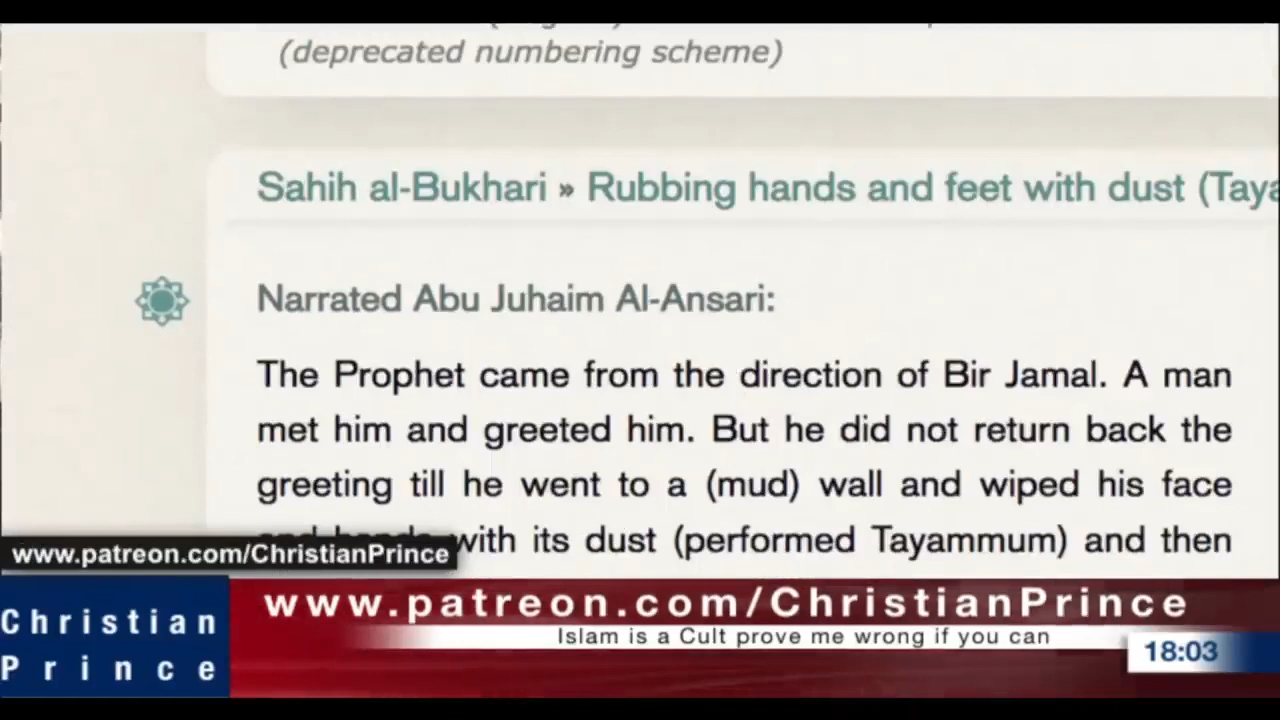 (deprecated numbering scheme)
Sahih al-Bukhari » Rubbing hands and feet with dust (Taya
Narrated Abu Juhaim Al-Ansari:
The Prophet came from the direction of Bir Jamal. A man
met him and greeted him. But he did not return back the
greeting till he went to a (mud) wall and wiped his face
and hands with its dust (performed Tayammum) and then
www.patreon.com/ChristianPrince
Christian
Prince
www.patreon.com/ChristianPrince
Islam is a Cult prove me wrong if you can
18:03